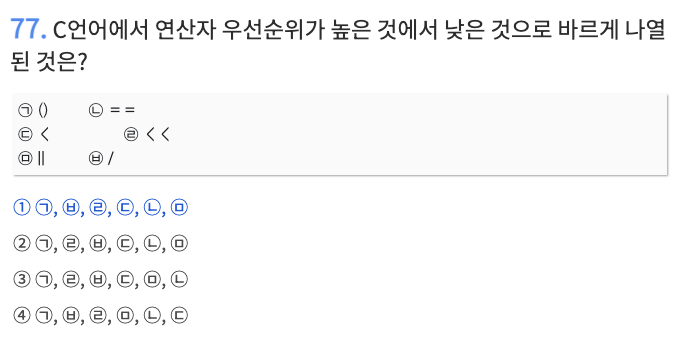 77. C언어에서 연산자 우선순위가 높은 것에서 낮은 것으로 바르게 나열
된 것은?
㉠ () ㉡ = =
㉢ < ㉣ < <
㉤ || ㉥ /
① ㉠, ㉥, ㉣, ㉢, ㉡, ㉤
② ㉠, ㉣, ㉥, ㉢, ㉡, ㉤
③ ㉠, ㉣, ㉥, ㉢, ㉤, ㉡
④ ㉠, ㉥, ㉣, ㉤, ㉡, ㉢